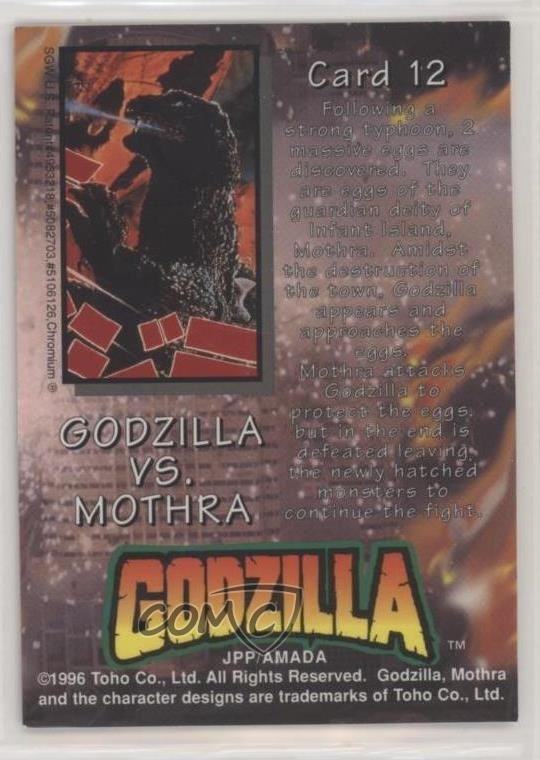 Card 12
Following a
strong typhoon, 2
massive eggs are
discovered. They
are eggs of the
guardian deity of
Infant Island,
Mothra. Amidst
the destruction of
the town, Godzilla
appears and
approaches the
eggs.
Mothra attacks
Godzilla to
protect the eggs,
but in the end is
defeated leaving
the newly hatched
monsters to
continue the fight.
GODZILLA
VS.
MOTHRA
GODZILLA
COMC
TM
JPP/AMADA
©1996 Toho Co., Ltd. All Rights Reserved. Godzilla, Mothra
and the character designs are trademarks of Toho Co., Ltd.